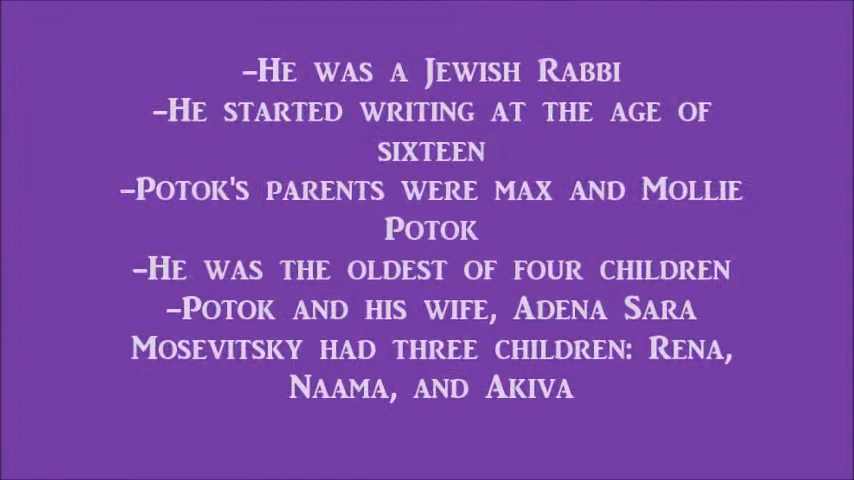 -He was a Jewish Rabbi
-He started writing at the age of
sixteen
-Potok's parents were max and Mollie
Potok
-He was the oldest of four children
-Potok and his wife, Adena Sara
Mosevitsky had three children: Rena,
Naama, and Akiva